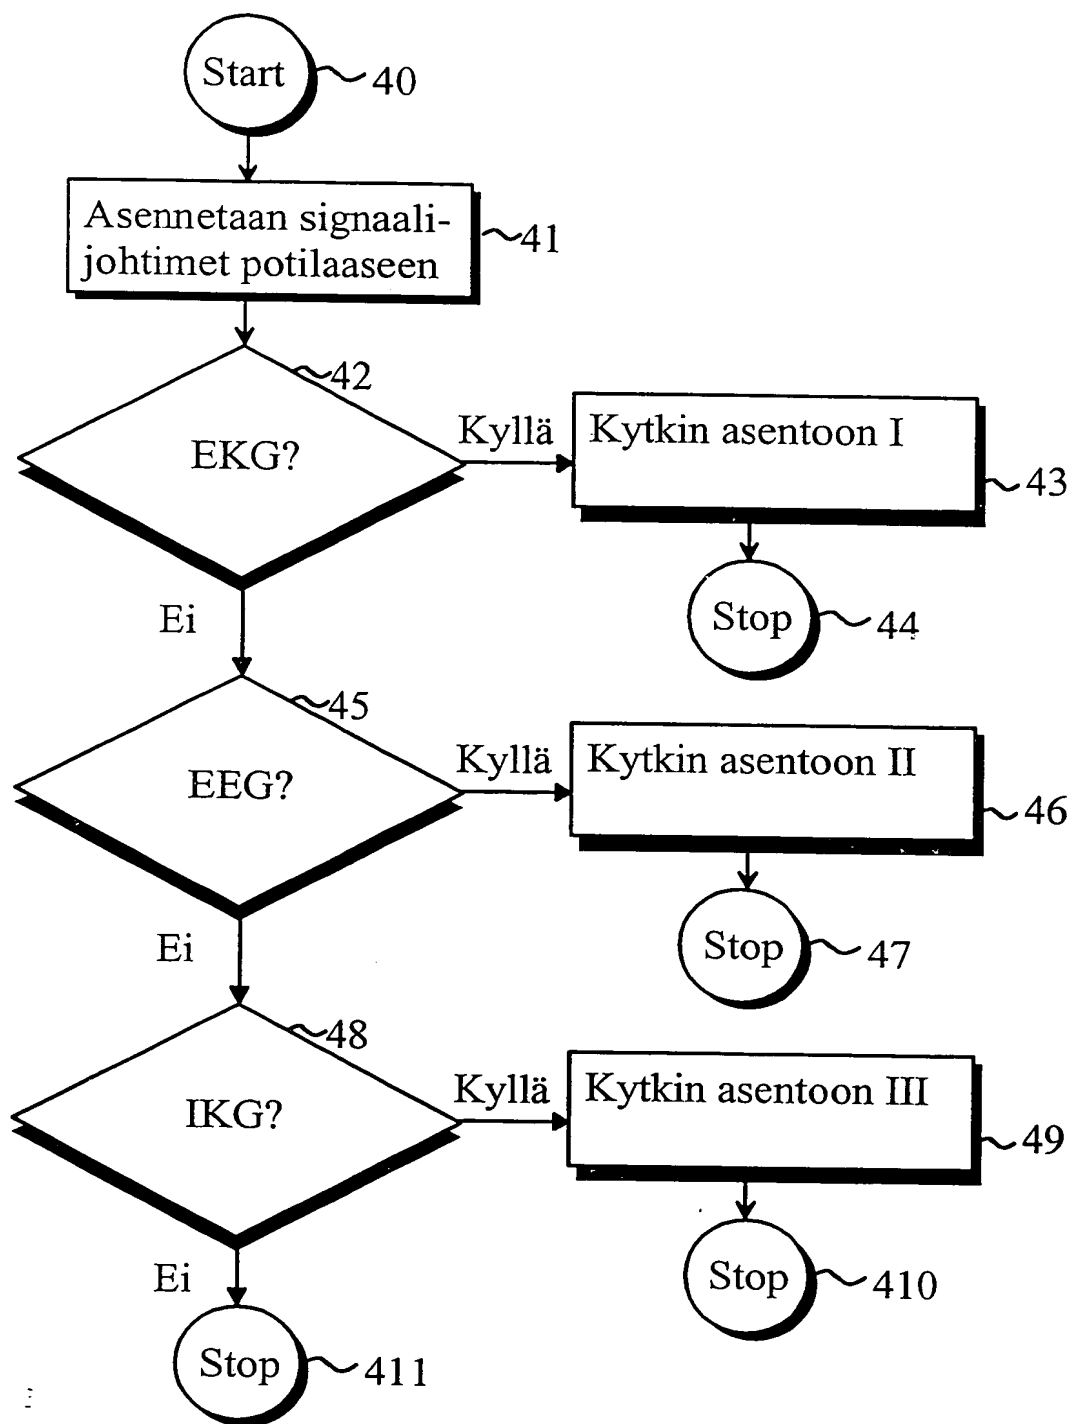 Start
40
Asennetaan signaali-
johtimet potilaaseen
41
42
EKG?
Kyllä
Kytkin asentoon I
43
Ei
Stop
44
45
EEG?
Kyllä
Kytkin asentoon II
46
Ei
Stop
47
48
IKG?
Kyllä
Kytkin asentoon III
49
Ei
Stop
410
Stop
411